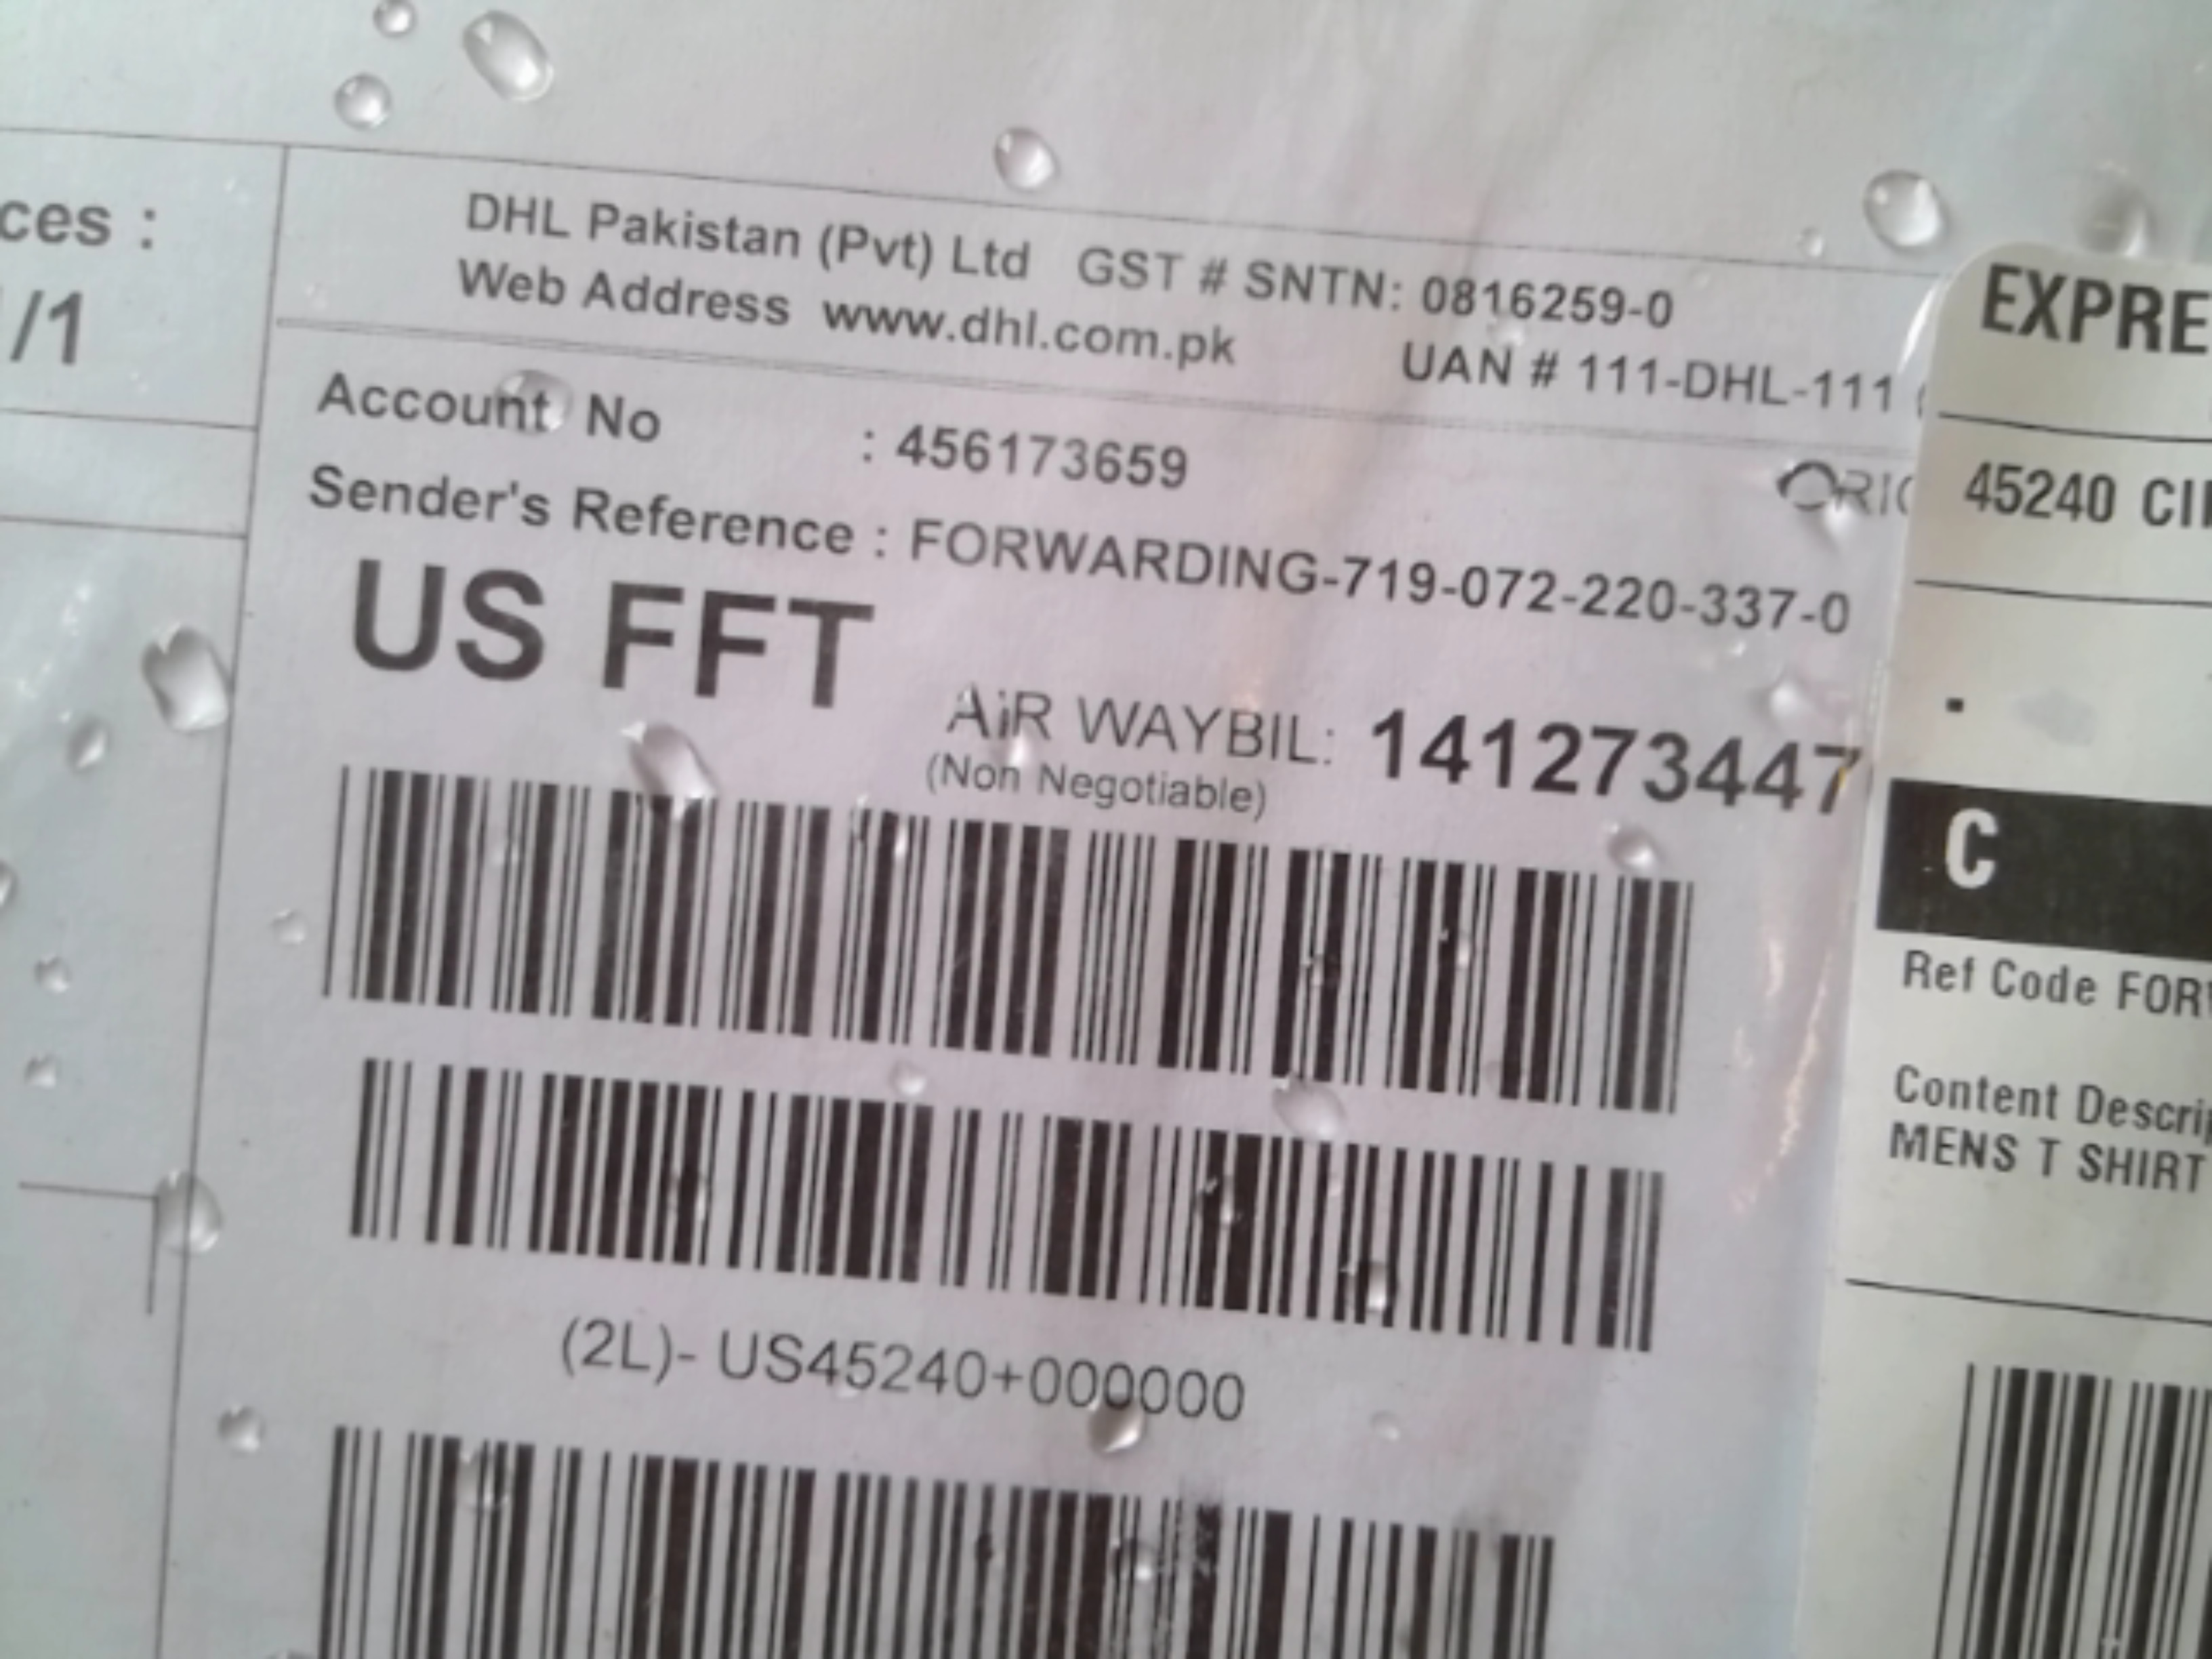 ces :
/1
DHL Pakistan (Pvt) Ltd GST # SNTN: 0816259-0
Web Address www.dhl.com.pk UAN # 111-DHL-111
Account No : 456173659
Sender's Reference : FORWARDING-719-072-220-337-0
US FFT
AiR WAYBIL: 141273447
(Non Negotiable)
(2L)- US45240+000000
EXPRE
45240 CI
C
Ref Code FOR
Content Descri
MENS T SHIRT